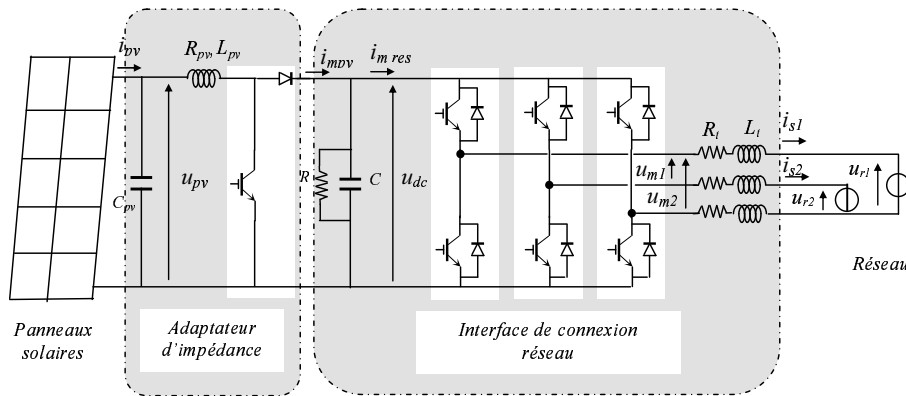 i_pv
R_pv, L_pv
i_mpv
i_m res
C_pv
u_pv
R
C
u_dc
u_m1
u_m2
R_t
L_t
i_s1
i_s2
u_r1
u_r2
Réseau
Panneaux
solaires
Adaptateur
d'impédance
Interface de connexion
réseau